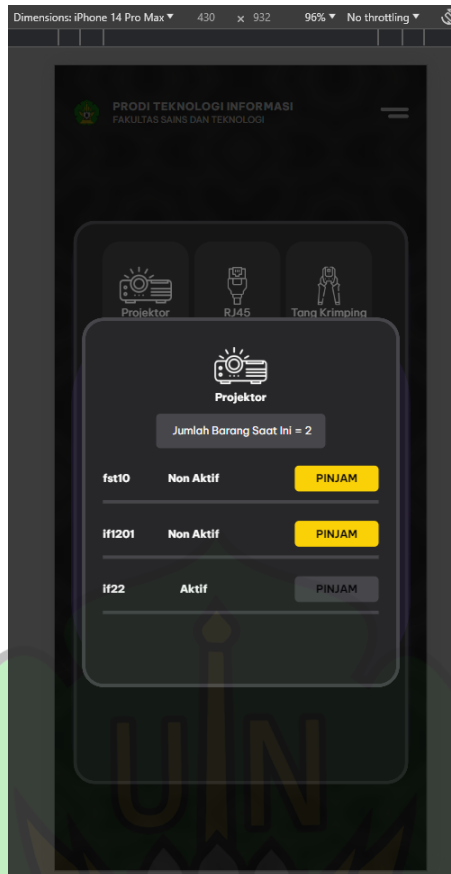 Dimensions: iPhone 14 Pro Max ▼ 430 x 932 96% ▼ No throttling ▼
PRODI TEKNOLOGI INFORMASI
FAKULTAS SAINS DAN TEKNOLOGI
Projektor RJ45 Tang Krimping
Projektor
Jumlah Barang Saat Ini = 2
fst10 Non Aktif PINJAM
if1201 Non Aktif PINJAM
if22 Aktif PINJAM
UIN